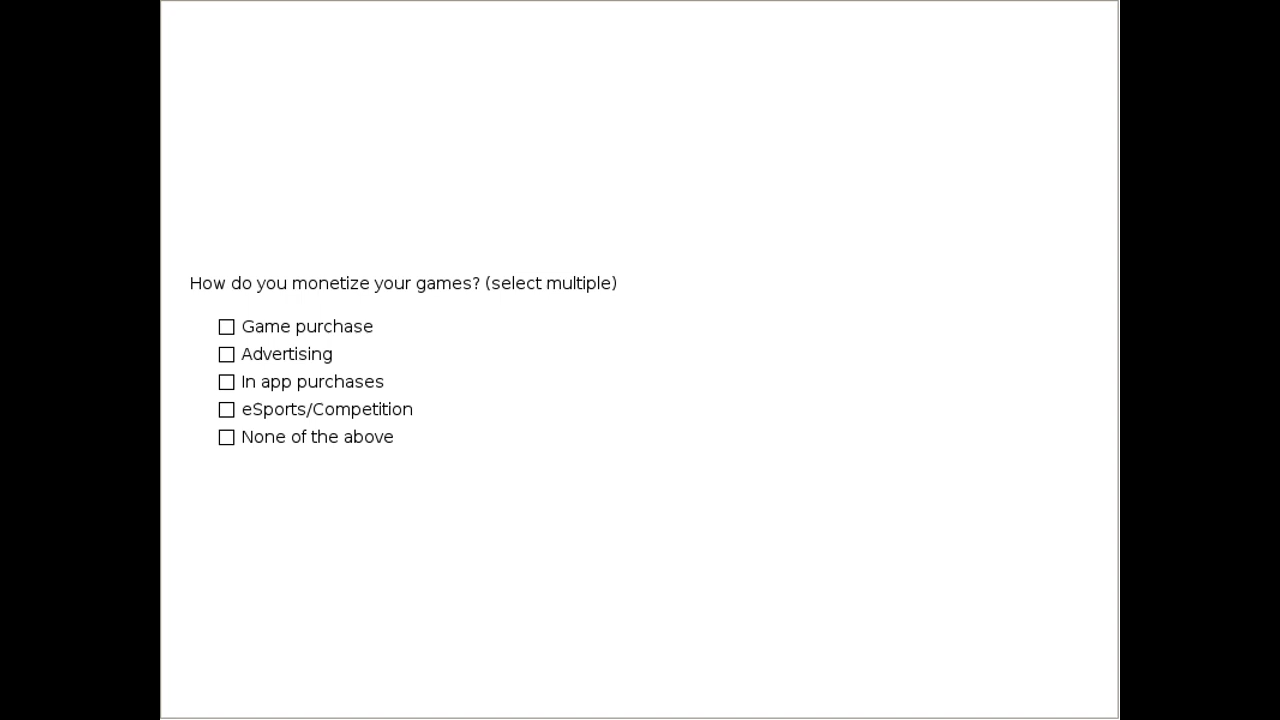 How do you monetize your games? (select multiple)
Game purchase
Advertising
In app purchases
eSports/Competition
None of the above